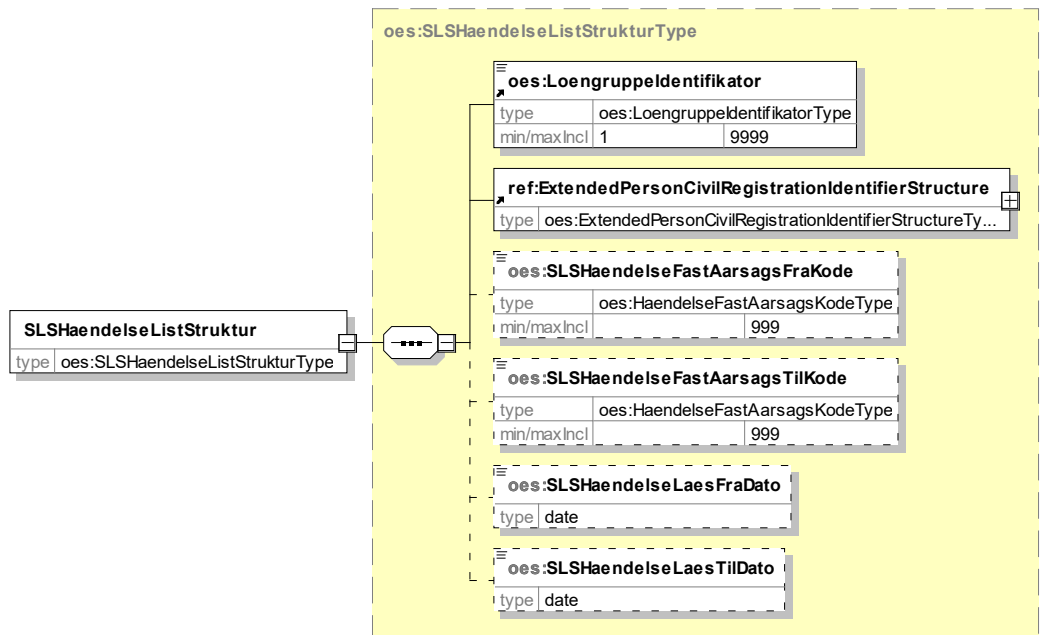 oes:SLSHaendelseListStrukturType
oes:LoengruppeIdentifikator
type oes:LoengruppeIdentifikatorType
min/maxIncl 1 9999
ref:ExtendedPersonCivilRegistrationIdentifierStructure
type oes:ExtendedPersonCivilRegistrationIdentifierStructureTy...
oes:SLSHaendelseFastAarsagsFraKode
type oes:HaendelseFastAarsagsKodeType
min/maxIncl 999
SLSHaendelseListStruktur
type oes:SLSHaendelseListStrukturType
oes:SLSHaendelseFastAarsagsTilKode
type oes:HaendelseFastAarsagsKodeType
min/maxIncl 999
oes:SLSHaendelseLaesFraDato
type date
oes:SLSHaendelseLaesTilDato
type date